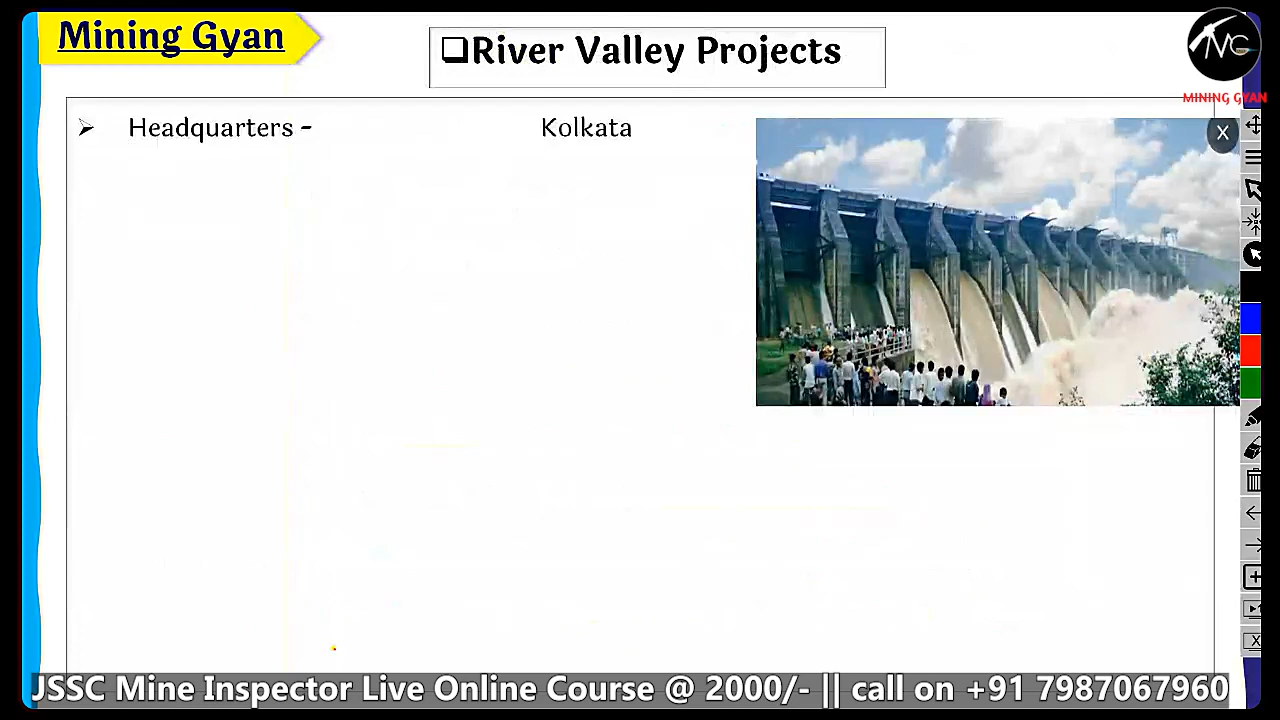 Mining Gyan
❑River Valley Projects
MG
MINING GYAN
➢ Headquarters - Kolkata
X
JSSC Mine Inspector Live Online Course @ 2000/- || call on +91 7987067960